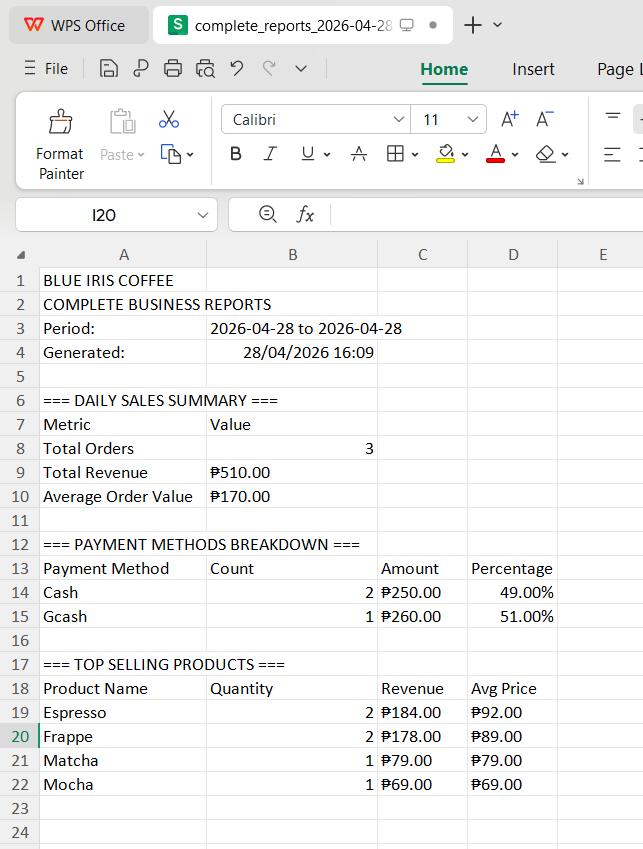 WPS Office
complete_reports_2026-04-28
File
Home
Insert
Page
Format Painter
Paste
Calibri
11
A+
A-
B
I
U
A
A
I20
fx
A B C D E
1 BLUE IRIS COFFEE
2 COMPLETE BUSINESS REPORTS
3 Period: 2026-04-28 to 2026-04-28
4 Generated: 28/04/2026 16:09
5
6 === DAILY SALES SUMMARY ===
7 Metric Value
8 Total Orders 3
9 Total Revenue ₱510.00
10 Average Order Value ₱170.00
11
12 === PAYMENT METHODS BREAKDOWN ===
13 Payment Method Count Amount Percentage
14 Cash 2 ₱250.00 49.00%
15 Gcash 1 ₱260.00 51.00%
16
17 === TOP SELLING PRODUCTS ===
18 Product Name Quantity Revenue Avg Price
19 Espresso 2 ₱184.00 ₱92.00
20 Frappe 2 ₱178.00 ₱89.00
21 Matcha 1 ₱79.00 ₱79.00
22 Mocha 1 ₱69.00 ₱69.00
23
24